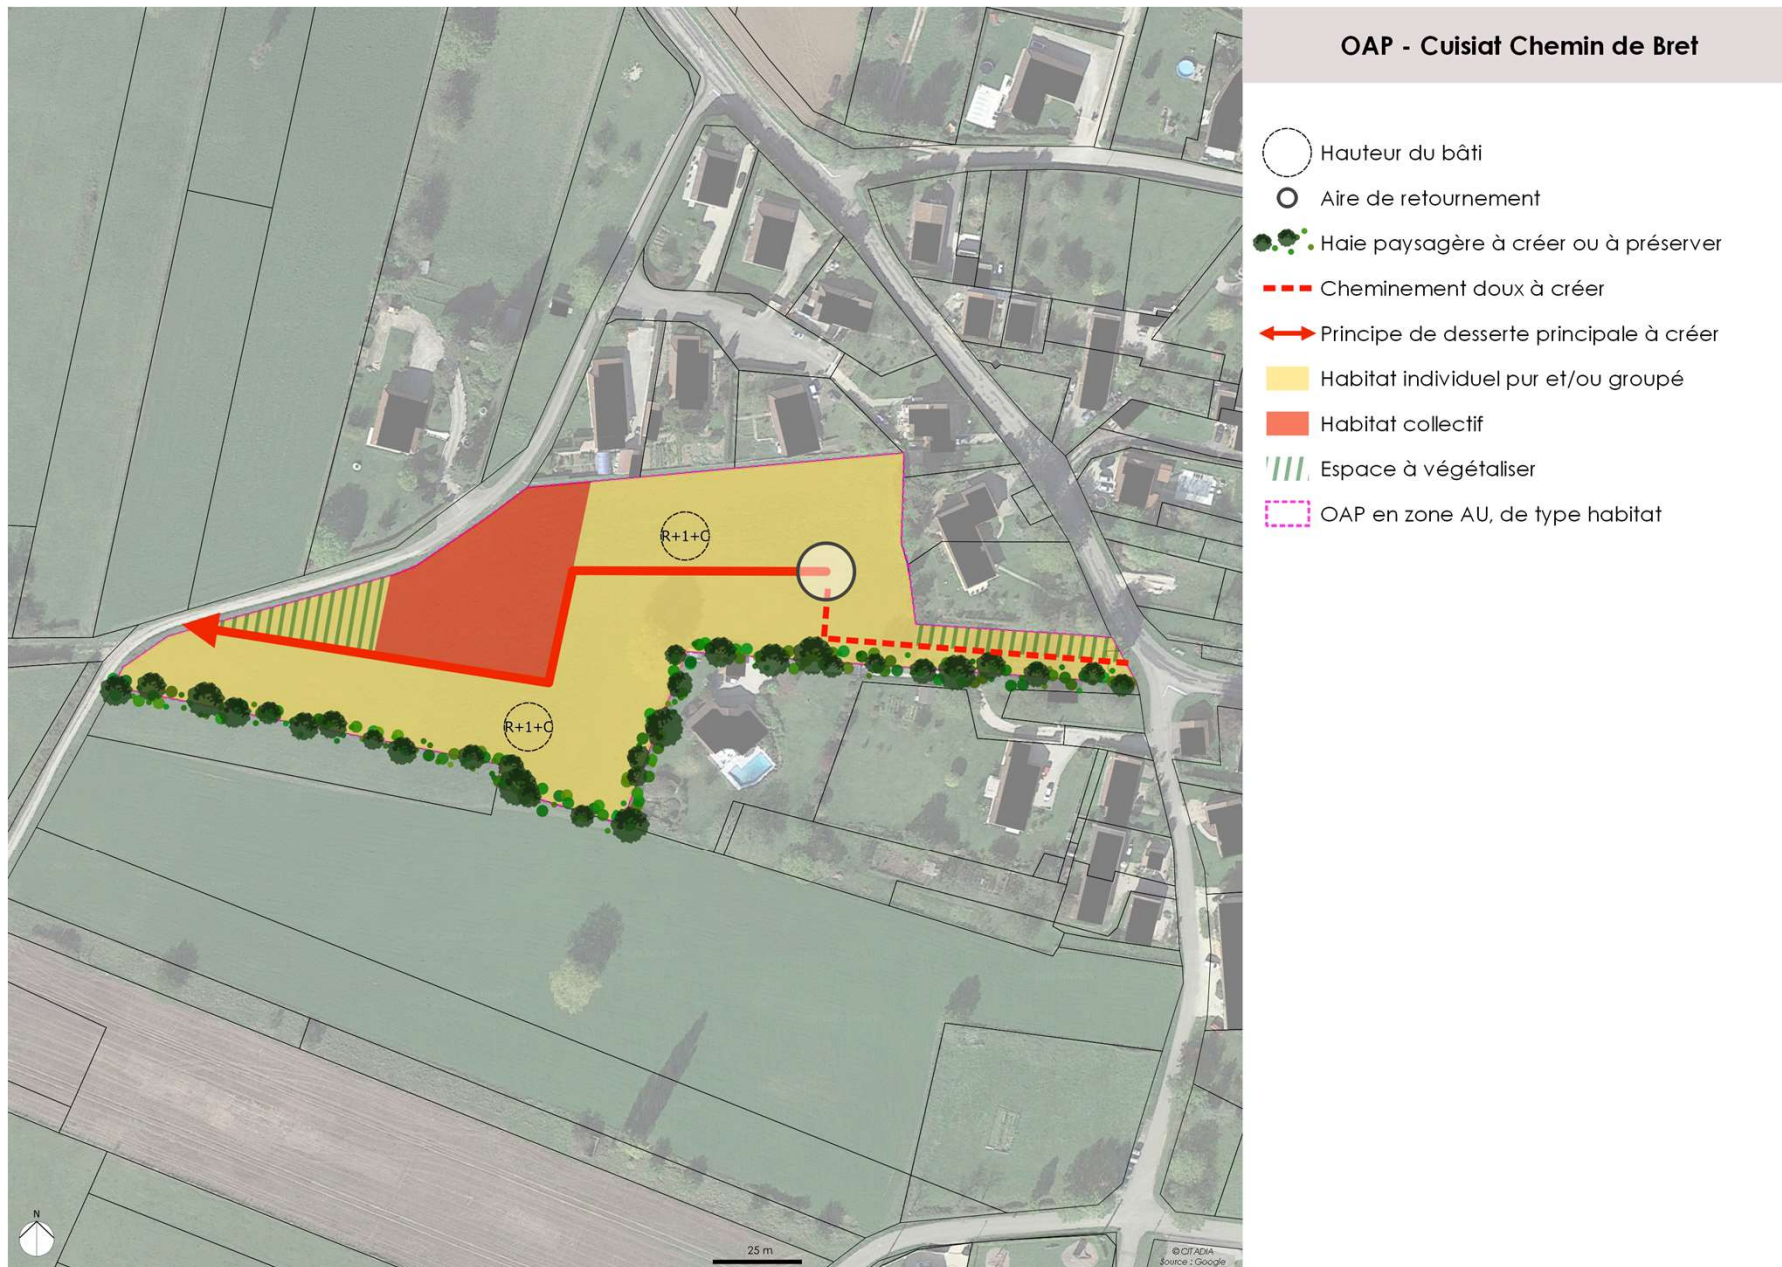 OAP - Cuisiat Chemin de Bret
Hauteur du bâti
Aire de retournement
Haie paysagère à créer ou à préserver
Cheminement doux à créer
Principe de desserte principale à créer
Habitat individuel pur et/ou groupé
Habitat collectif
Espace à végétaliser
OAP en zone AU, de type habitat
R+1+C
R+1+C
N
25 m
©CITADIA
Source : Google